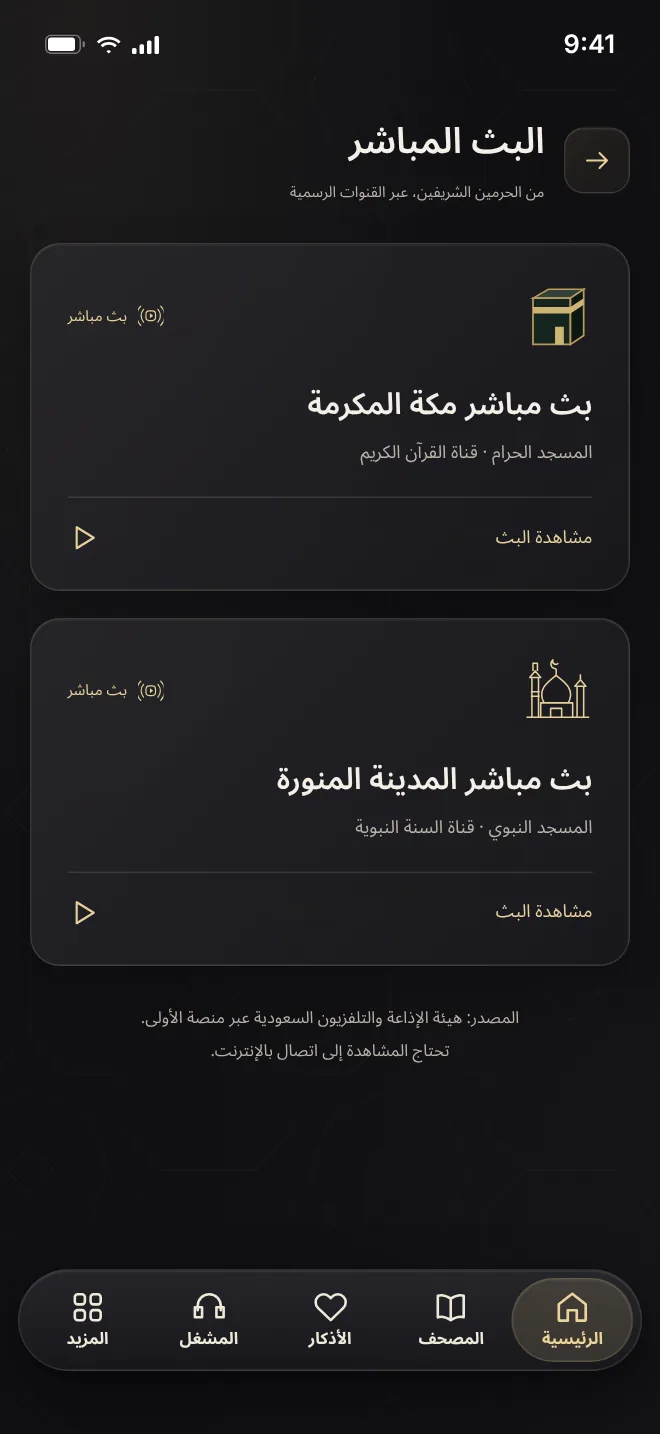 9:41
البث المباشر
من الحرمين الشريفين، عبر القنوات الرسمية
بث مباشر
بث مباشر مكة المكرمة
المسجد الحرام · قناة القرآن الكريم
مشاهدة البث
بث مباشر
بث مباشر المدينة المنورة
المسجد النبوي · قناة السنة النبوية
مشاهدة البث
المصدر: هيئة الإذاعة والتلفزيون السعودية عبر منصة الأولى.
تحتاج المشاهدة إلى اتصال بالإنترنت.
الرئيسية
المصحف
الأذكار
المشغل
المزيد